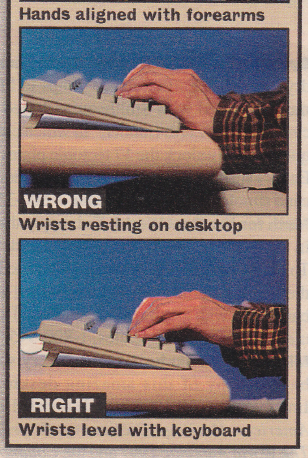 Hands aligned with forearms
WRONG
Wrists resting on desktop
RIGHT
Wrists level with keyboard